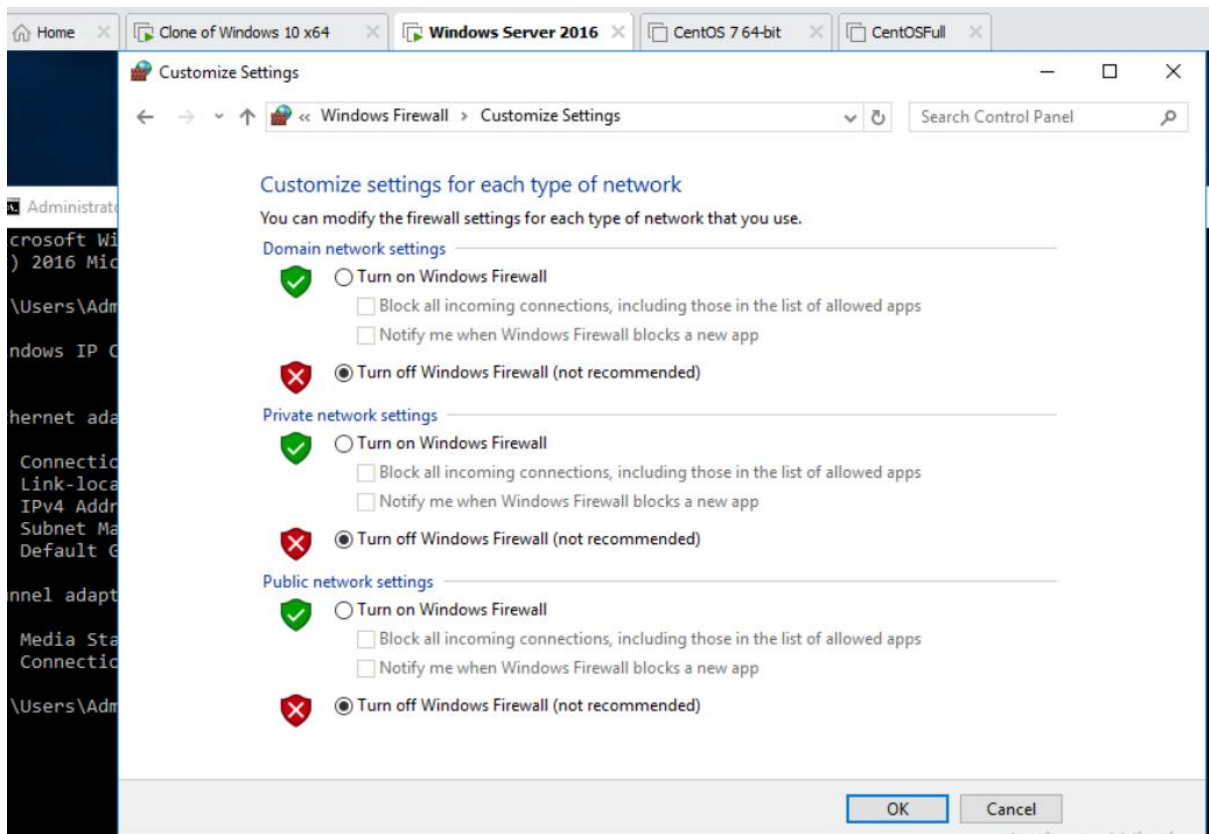 Home
Clone of Windows 10 x64
Windows Server 2016
CentOS 7 64-bit
CentOSFull
Customize Settings
« Windows Firewall > Customize Settings
Search Control Panel
Customize settings for each type of network
You can modify the firewall settings for each type of network that you use.
Domain network settings
Turn on Windows Firewall
Block all incoming connections, including those in the list of allowed apps
Notify me when Windows Firewall blocks a new app
Turn off Windows Firewall (not recommended)
Private network settings
Turn on Windows Firewall
Block all incoming connections, including those in the list of allowed apps
Notify me when Windows Firewall blocks a new app
Turn off Windows Firewall (not recommended)
Public network settings
Turn on Windows Firewall
Block all incoming connections, including those in the list of allowed apps
Notify me when Windows Firewall blocks a new app
Turn off Windows Firewall (not recommended)
OK
Cancel
Administrat
crosoft Wi
) 2016 Mic
\Users\Adm
ndows IP C
hernet ada
Connectic
Link-loca
IPv4 Addr
Subnet Ma
Default G
nnel adapt
Media Sta
Connectic
\Users\Adm